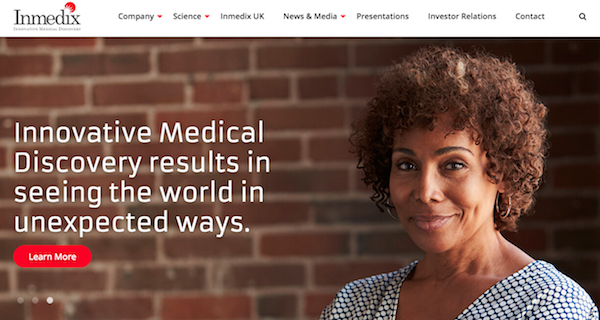 Inmedix
Innovative Medical Discovery
Company Science Inmedix UK News & Media Presentations Investor Relations Contact
Innovative Medical
Discovery results in
seeing the world in
unexpected ways.
Learn More